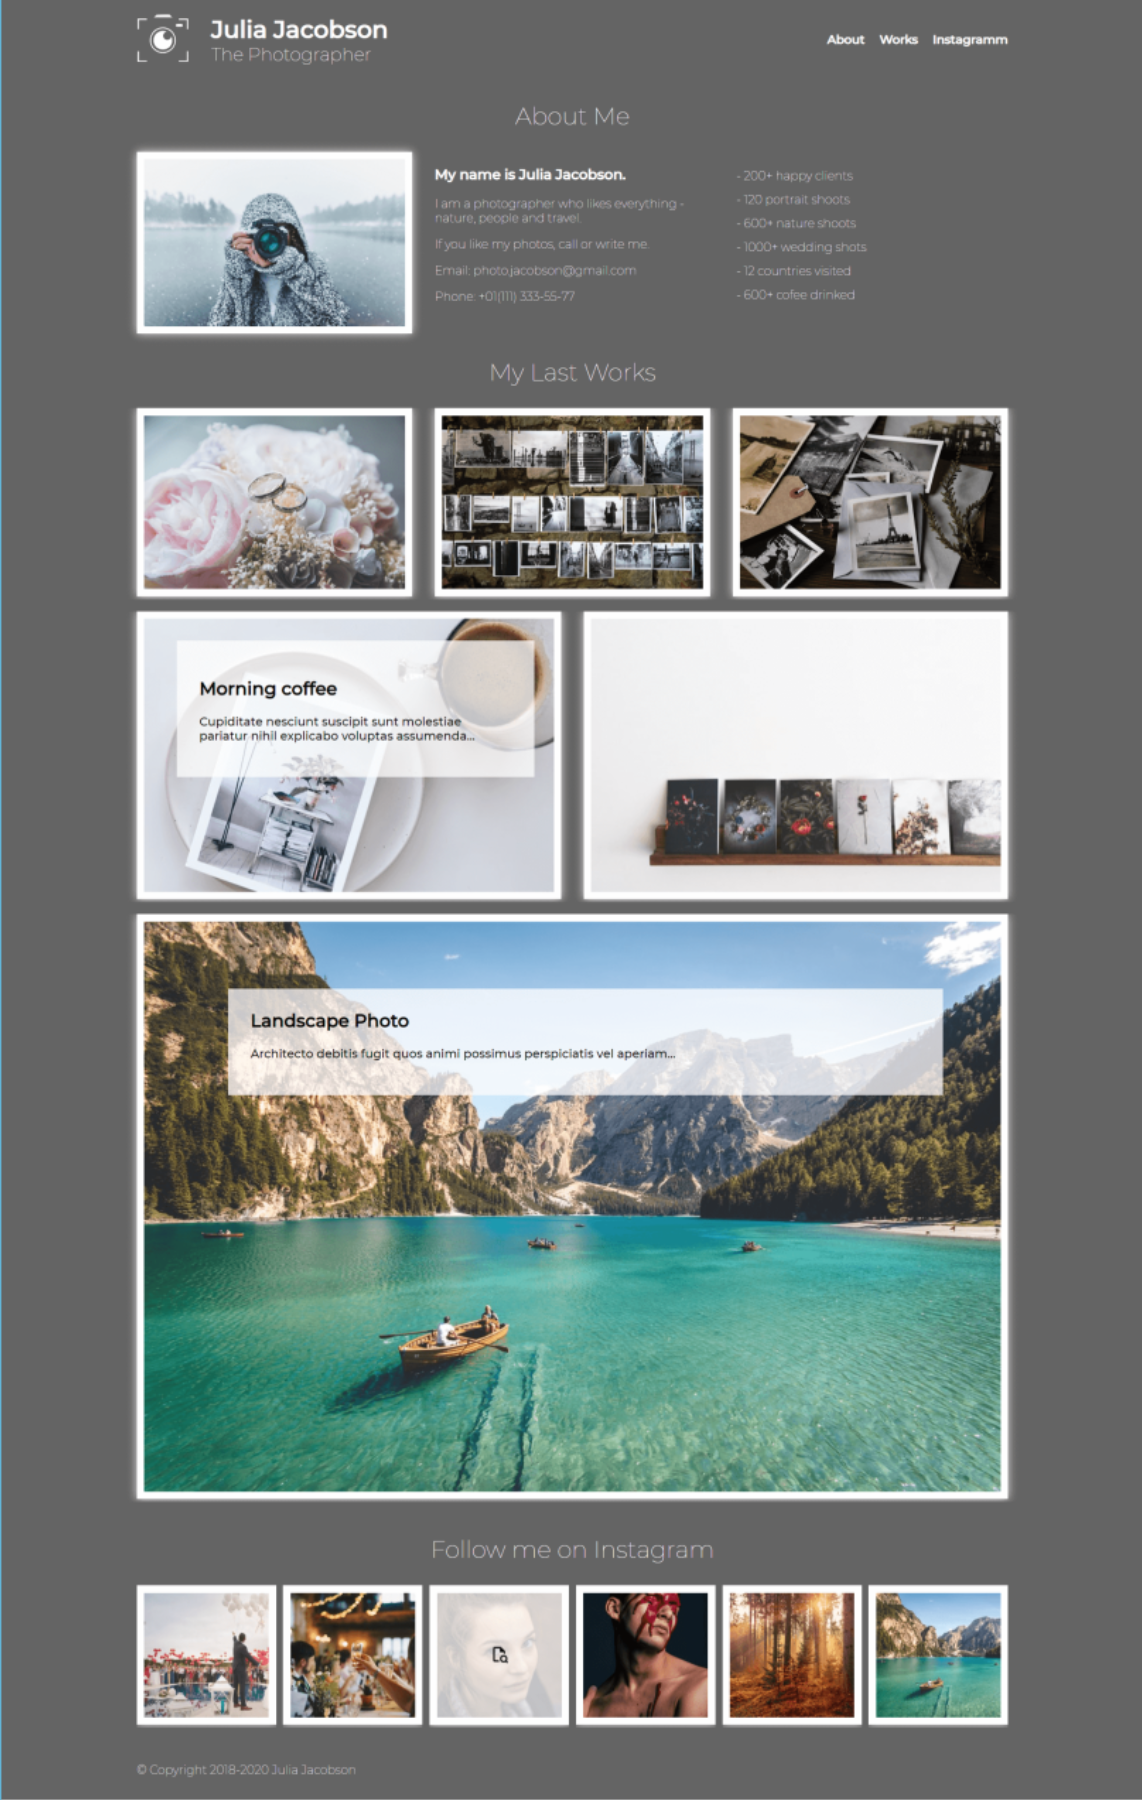 Julia Jacobson
The Photographer
About Works Instagramm
About Me
My name is Julia Jacobson.
I am a photographer who likes everything -
nature, people and travel.
If you like my photos, call or write me.
Email: photo.jacobson@gmail.com
Phone: +01(111) 333-55-77
- 200+ happy clients
- 120 portrait shoots
- 600+ nature shoots
- 1000+ wedding shots
- 12 countries visited
- 600+ cofee drinked
My Last Works
Morning coffee
Cupiditate nesciunt suscipit sunt molestiae
pariatur nihil explicabo voluptas assumenda...
Landscape Photo
Architecto debitis fugit quos animi possimus perspiciatis vel aperiam...
Follow me on Instagram
© Copyright 2018-2020 Julia Jacobson